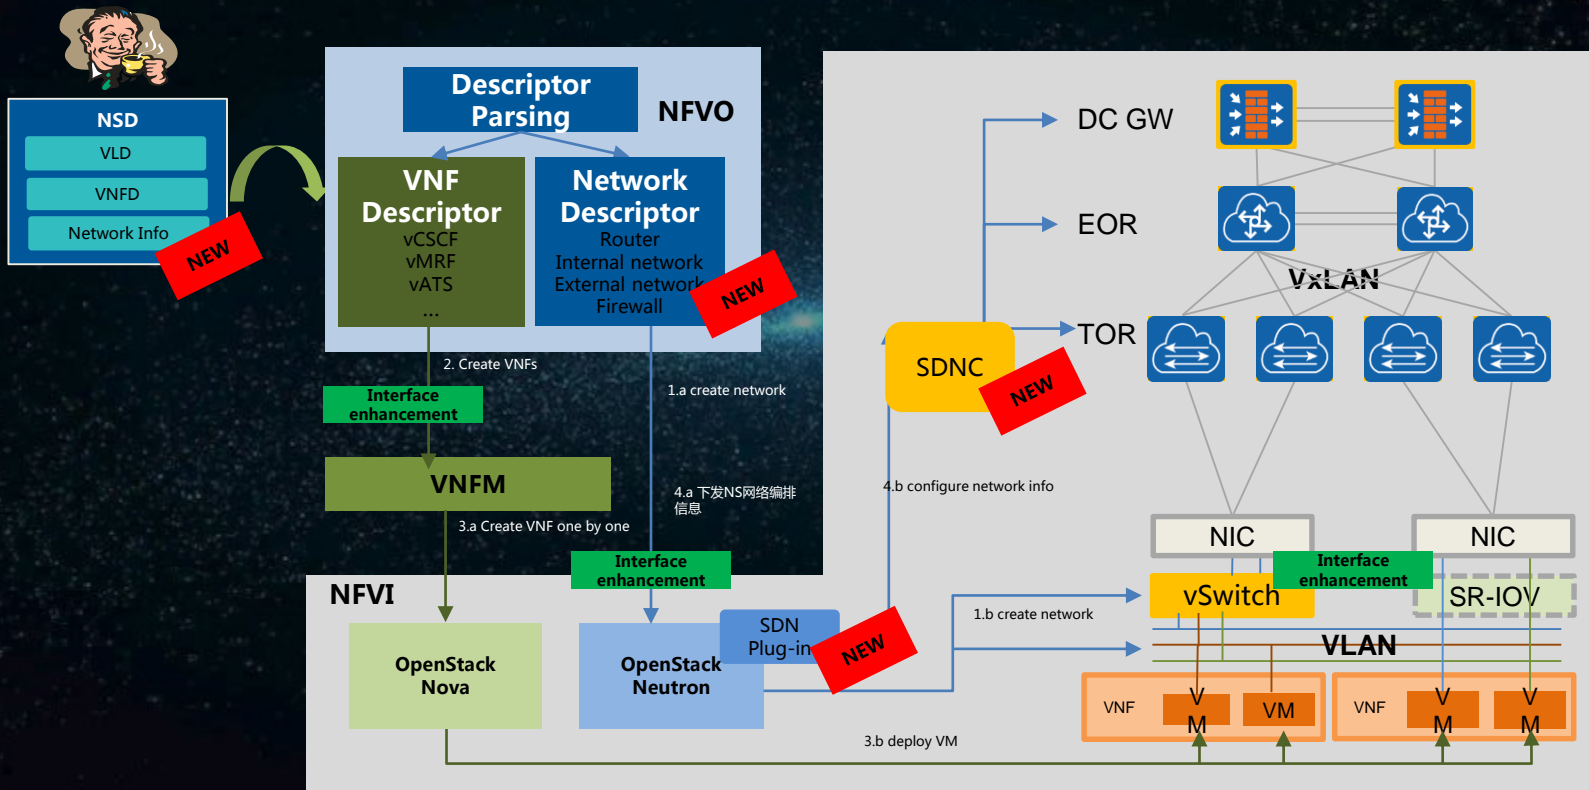 NSD
VLD
VNFD
Network Info
NEW
Descriptor
Parsing
NFVO
VNF
Descriptor
vCSCF
vMRF
vATS
...
Network
Descriptor
Router
Internal network
External network
Firewall
NEW
2. Create VNFs
Interface
enhancement
1.a create network
VNFM
3.a Create VNF one by one
4.a 下发NS网络编排
信息
Interface
enhancement
NFVI
OpenStack
Nova
OpenStack
Neutron
SDN
Plug-in
NEW
SDNC
NEW
4.b configure network info
1.b create network
3.b deploy VM
DC GW
EOR
VxLAN
TOR
NIC
NIC
Interface
enhancement
vSwitch
SR-IOV
VLAN
VNF
V
M
VM
VNF
V
M
V
M